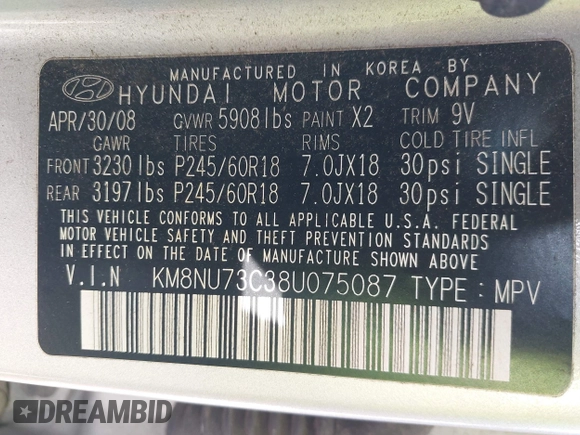 MANUFACTURED IN KOREA BY
HYUNDAI MOTOR COMPANY
APR/30/08 GVWR 5908lbs PAINT X2 TRIM 9V
GAWR TIRES RIMS COLD TIRE INFL
FRONT 3230lbs P245/60R18 7.0JX18 30psi SINGLE
REAR 3197lbs P245/60R18 7.0JX18 30psi SINGLE
THIS VEHICLE CONFORMS TO ALL APPLICABLE U.S.A. FEDERAL
MOTOR VEHICLE SAFETY AND THEFT PREVENTION STANDARDS
IN EFFECT ON THE DATE OF MANUFACTURE SHOWN ABOVE
V.I.N KM8NU73C38U075087 TYPE : MPV
DREAMBID